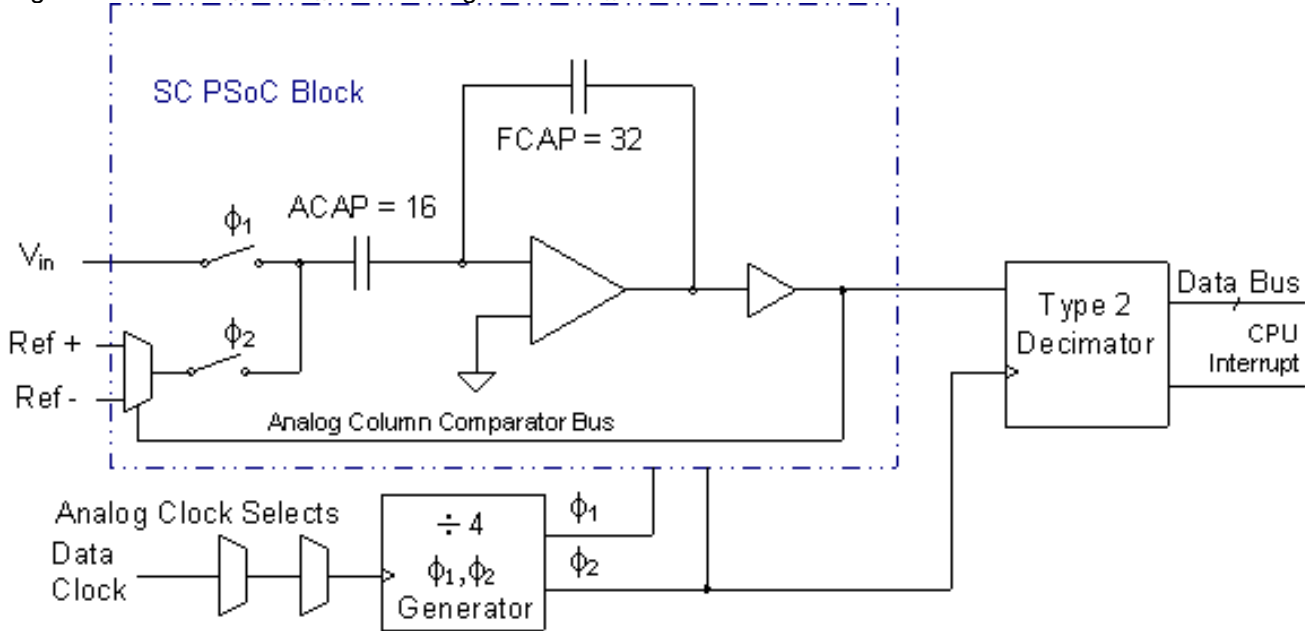 SC PSoC Block
FCAP = 32
ACAP = 16
ϕ1
Vin
ϕ2
Ref +
Ref -
Analog Column Comparator Bus
Type 2
Decimator
Data Bus
CPU
Interrupt
Analog Clock Selects
Data
Clock
÷ 4
ϕ1,ϕ2
Generator
ϕ1
ϕ2